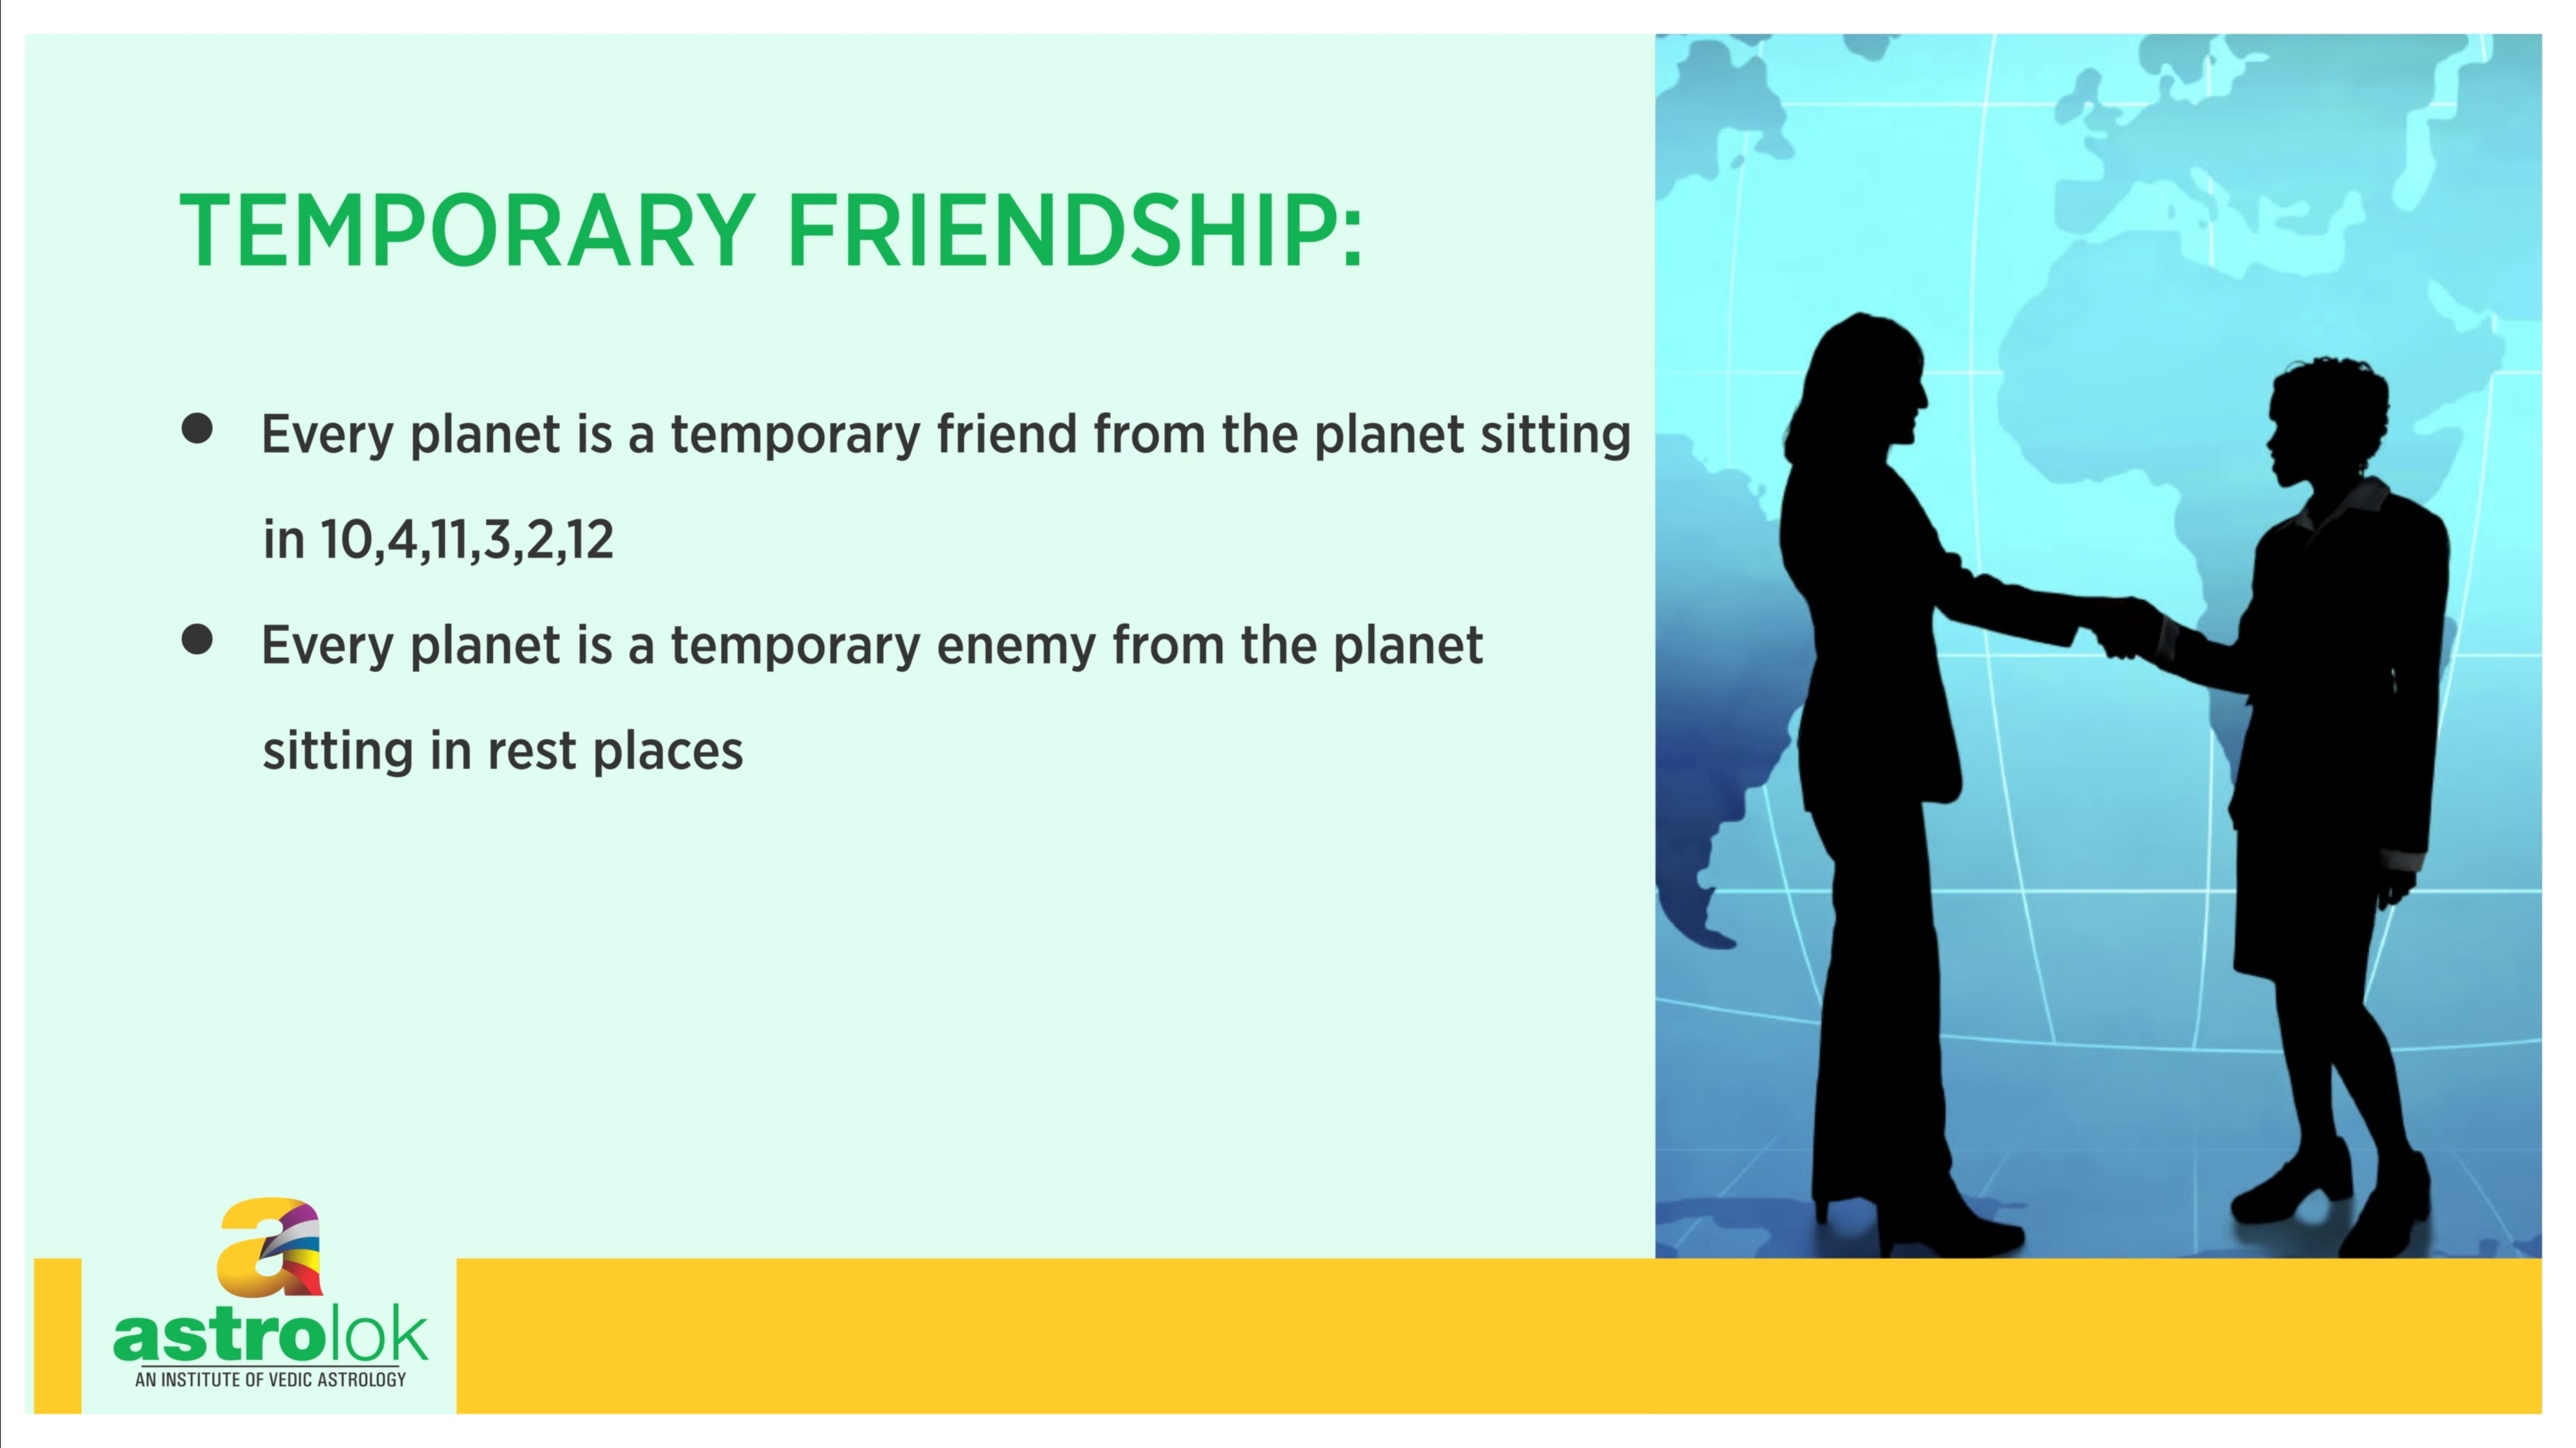 TEMPORARY FRIENDSHIP:
● Every planet is a temporary friend from the planet sitting
in 10,4,11,3,2,12
● Every planet is a temporary enemy from the planet
sitting in rest places
a
astrolok
AN INSTITUTE OF VEDIC ASTROLOGY